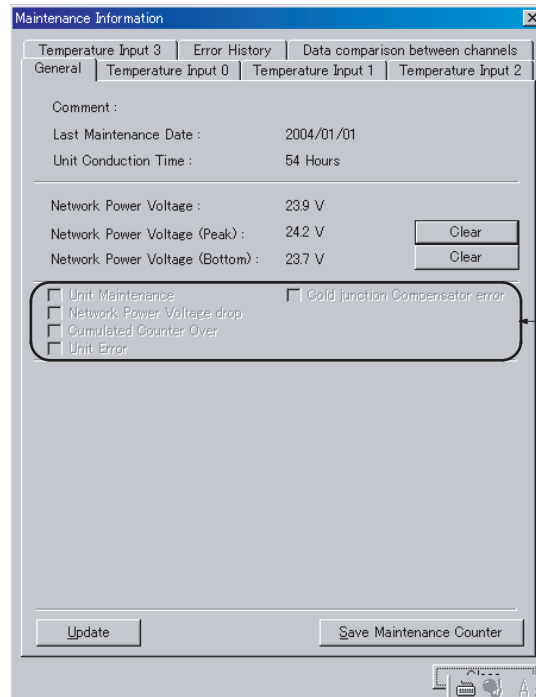 Maintenance Information
Temperature Input 3 Error History Data comparison between channels
General Temperature Input 0 Temperature Input 1 Temperature Input 2
Comment :
Last Maintenance Date : 2004/01/01
Unit Conduction Time : 54 Hours
Network Power Voltage : 23.9 V
Network Power Voltage (Peak) : 24.2 V Clear
Network Power Voltage (Bottom) : 23.7 V Clear
Unit Maintenance Cold junction Compensator error
Network Power Voltage drop
Cumulated Counter Over
Unit Error
Update Save Maintenance Counter
A